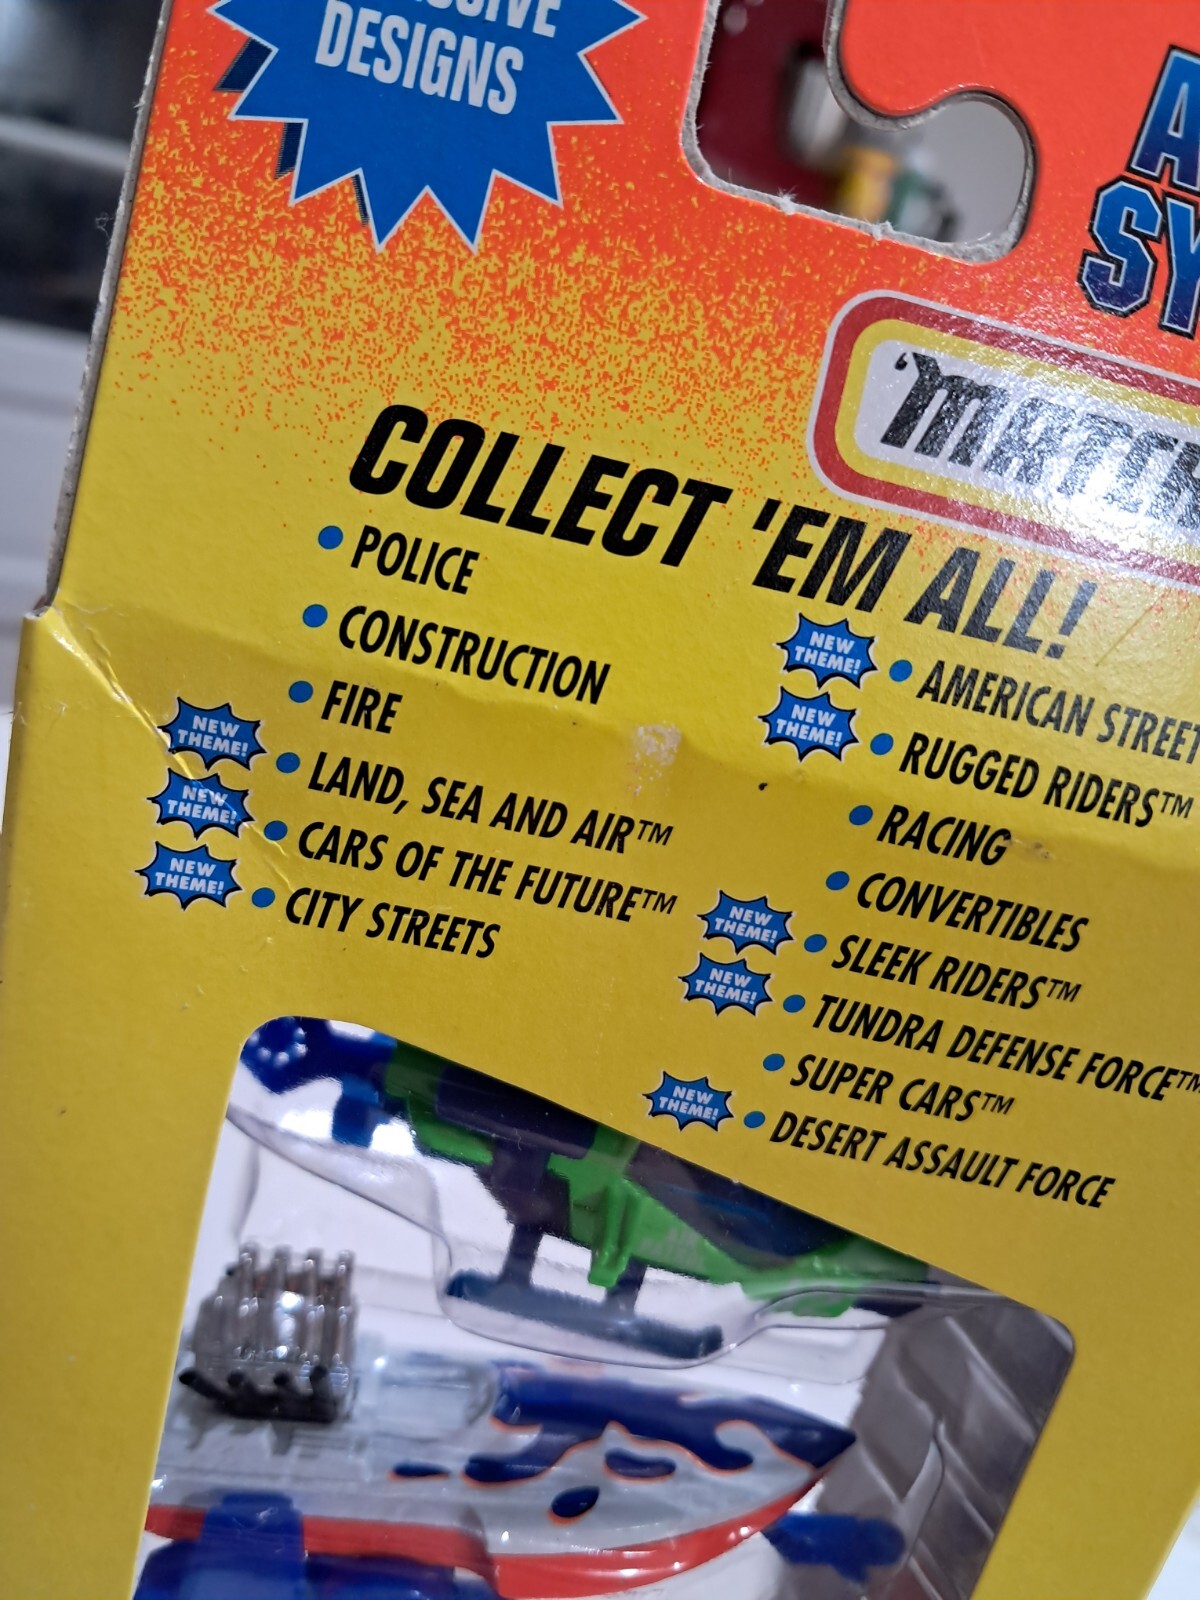 DESIGNS
COLLECT 'EM ALL!
• POLICE
• CONSTRUCTION
• FIRE
NEW THEME! • LAND, SEA AND AIR™
NEW THEME! • CARS OF THE FUTURE™
NEW THEME! • CITY STREETS
NEW THEME! • AMERICAN STREET
NEW THEME! • RUGGED RIDERS™
• RACING
• CONVERTIBLES
NEW THEME! • SLEEK RIDERS™
NEW THEME! • TUNDRA DEFENSE FORCE™
• SUPER CARS™
NEW THEME! • DESERT ASSAULT FORCE